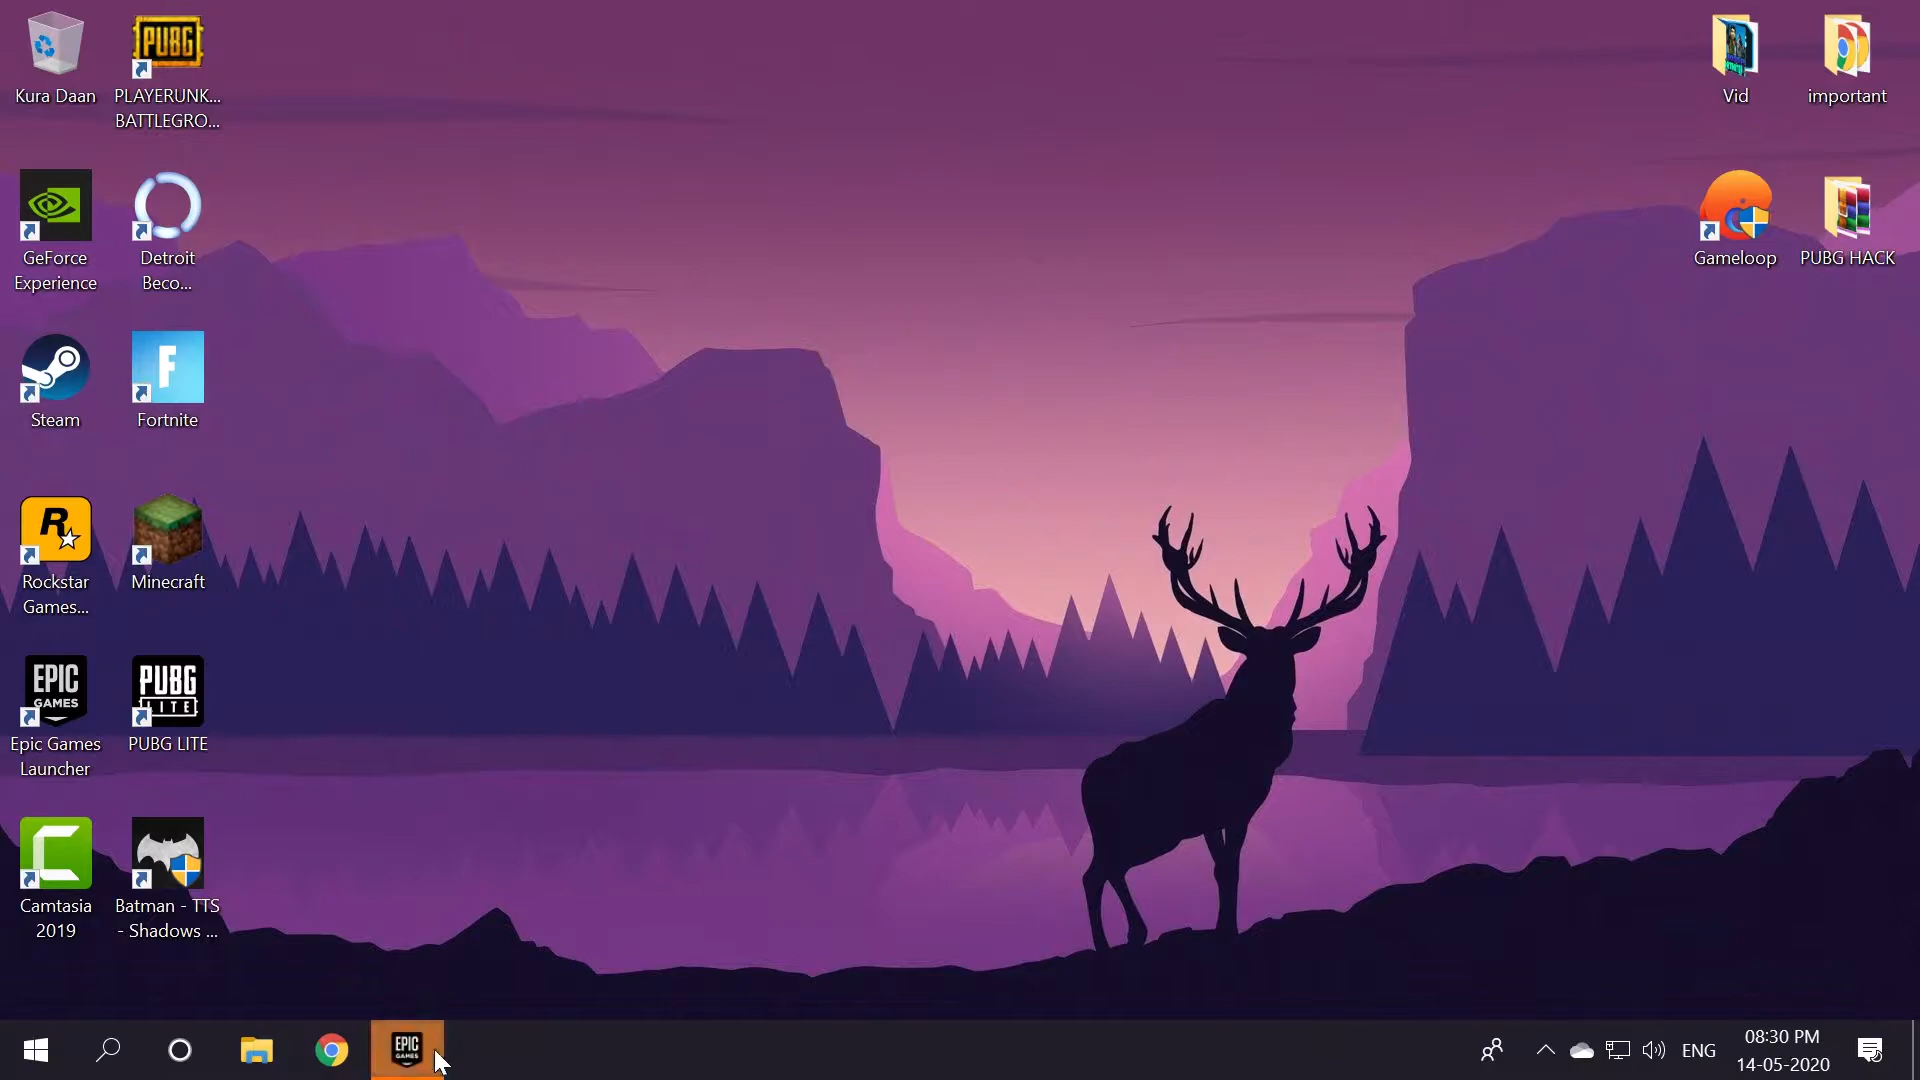 Kura Daan
PUBG
PLAYERUNK...
BATTLEGRO...
GeForce
Experience
Detroit
Beco...
Steam
F
Fortnite
R
Rockstar
Games...
Minecraft
EPIC
GAMES
Epic Games
Launcher
PUBG
LITE
PUBG LITE
Camtasia
2019
Batman - TTS
- Shadows ...
Vid
important
Gameloop
PUBG HACK
EPIC
GAMES
ENG
08:30 PM
14-05-2020